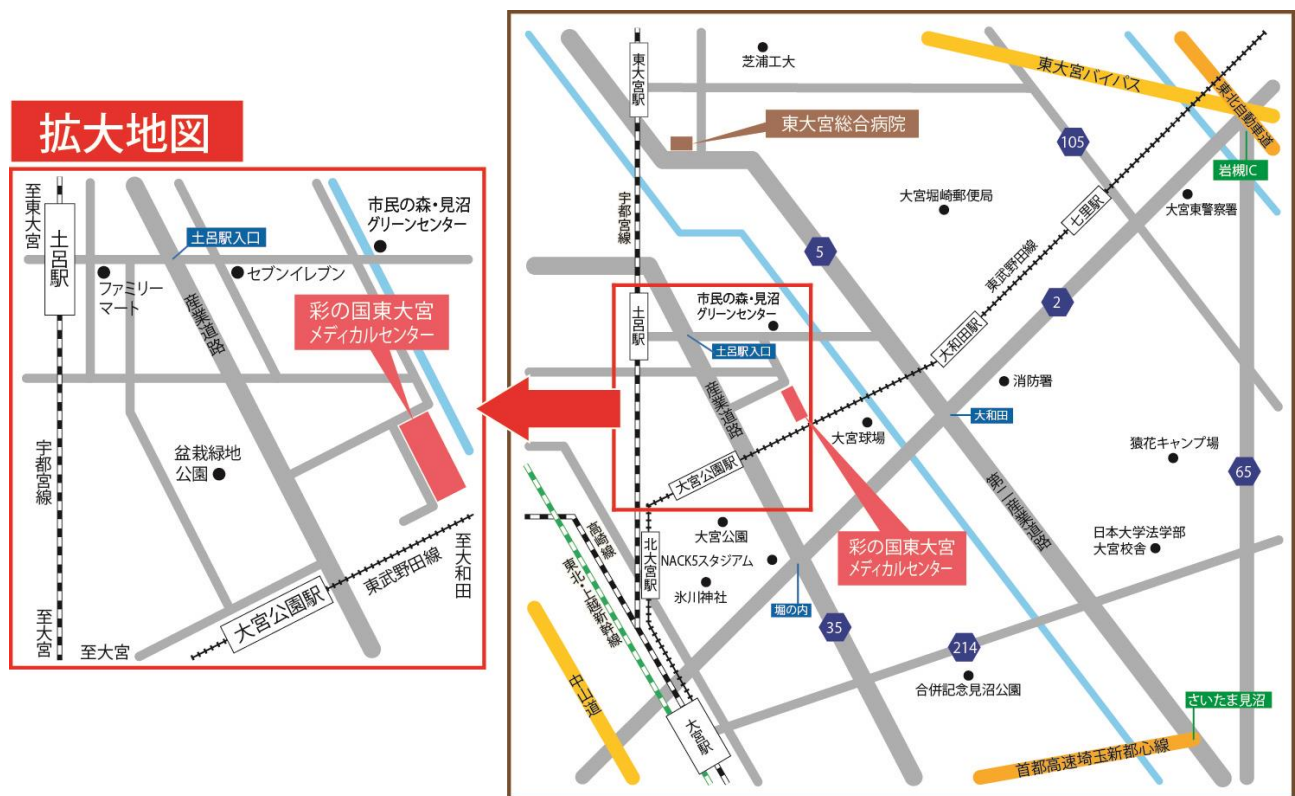 拡大地図
至東大宮
土呂駅
土呂駅入口
市民の森・見沼
グリーンセンター
ファミリー
マート
セブンイレブン
産業道路
彩の国東大宮
メディカルセンター
宇都宮線
盆栽緑地
公園
至大宮
至大宮
大宮公園駅
東武野田線
至大和田
東大宮駅
芝浦工大
東大宮バイパス
東北自動車道
東大宮総合病院
105
岩槻IC
宇都宮線
大宮堀崎郵便局
七里駅
大宮東警察署
5
東武野田線
2
土呂駅
市民の森・見沼
グリーンセンター
土呂駅入口
大和田駅
産業道路
消防署
大宮球場
大和田
大宮公園駅
猿花キャンプ場
65
第二産業道路
高崎線
東北・上越新幹線
北大宮駅
大宮公園
NACK5スタジアム
氷川神社
彩の国東大宮
メディカルセンター
日本大学法学部
大宮校舎
堀の内
35
214
合併記念見沼公園
中山道
大宮駅
さいたま見沼
首都高速埼玉新都心線